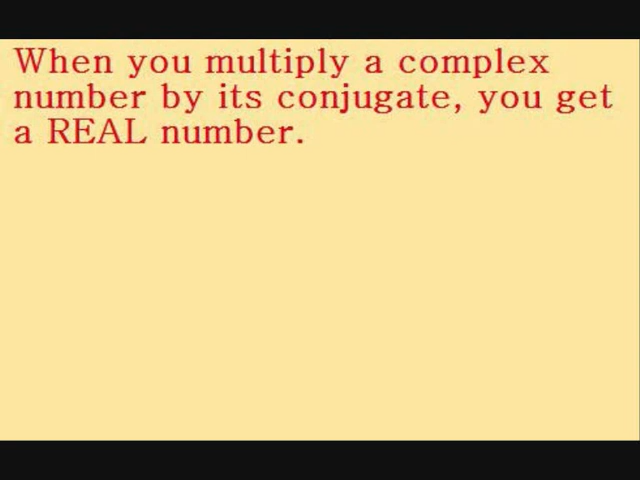 When you multiply a complex
number by its conjugate, you get
a REAL number.